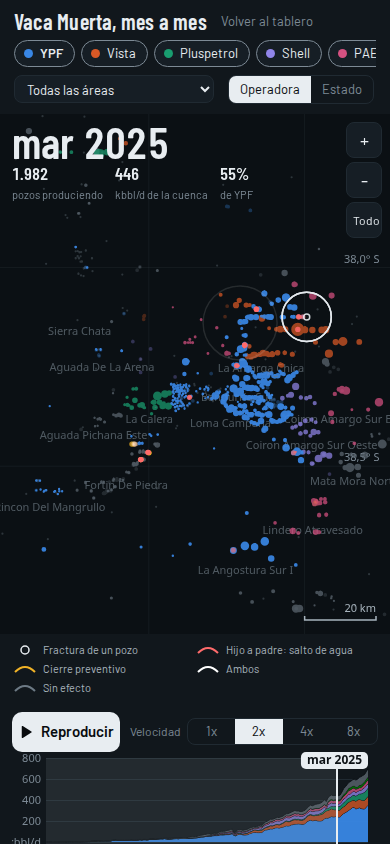 Vaca Muerta, mes a mes Volver al tablero
YPF Vista Pluspetrol Shell PAE
Todas las áreas Operadora Estado
mar 2025
1.982 446 55%
pozos produciendo kbbl/d de la cuenca de YPF
+
−
Todo
38,0° S
Sierra Chata
Aguada De La Arena La Amarga Chica
La Calera Loma Campana Coiron Amargo Sur E
Aguada Pichana Este Coiron Amargo Sur Oeste
38,5° S
Fortin De Piedra Mata Mora Nort
incon Del Mangrullo
Lindero Atravesado
La Angostura Sur I
20 km
Fractura de un pozo Hijo a padre: salto de agua
Cierre preventivo Ambos
Sin efecto
Reproducir Velocidad 1x 2x 4x 8x
mar 2025
800
600
400
200
kbbl/d